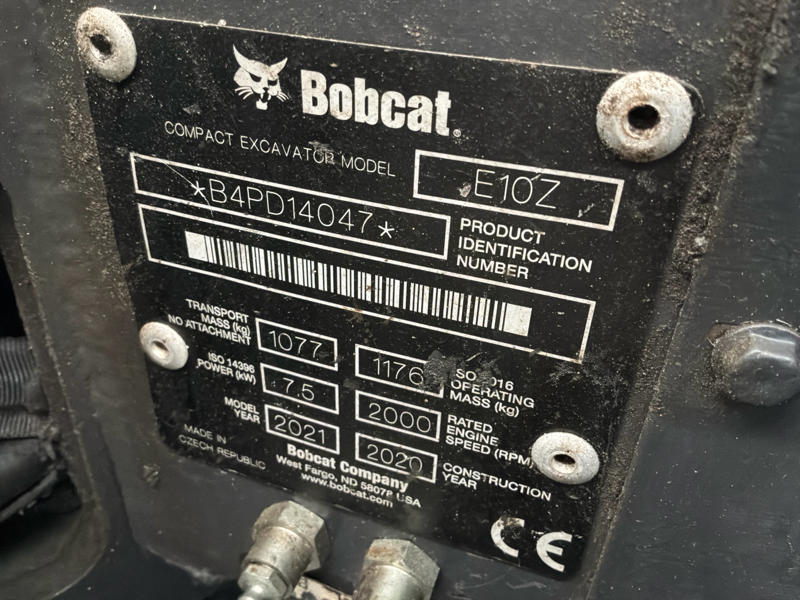 Bobcat®
COMPACT EXCAVATOR MODEL
E10Z
*B4PD14047*
PRODUCT
IDENTIFICATION
NUMBER
TRANSPORT
MASS (kg)
NO ATTACHMENT
1077
1176
ISO
OPERATING
MASS (kg)
ISO 14396
POWER (kW)
7.5
2000
RATED
ENGINE
SPEED (RPM)
MODEL
YEAR
2021
2020
CONSTRUCTION
YEAR
MADE IN
CZECH REPUBLIC
Bobcat Company
West Fargo, ND 58078 USA
www.bobcat.com
CE